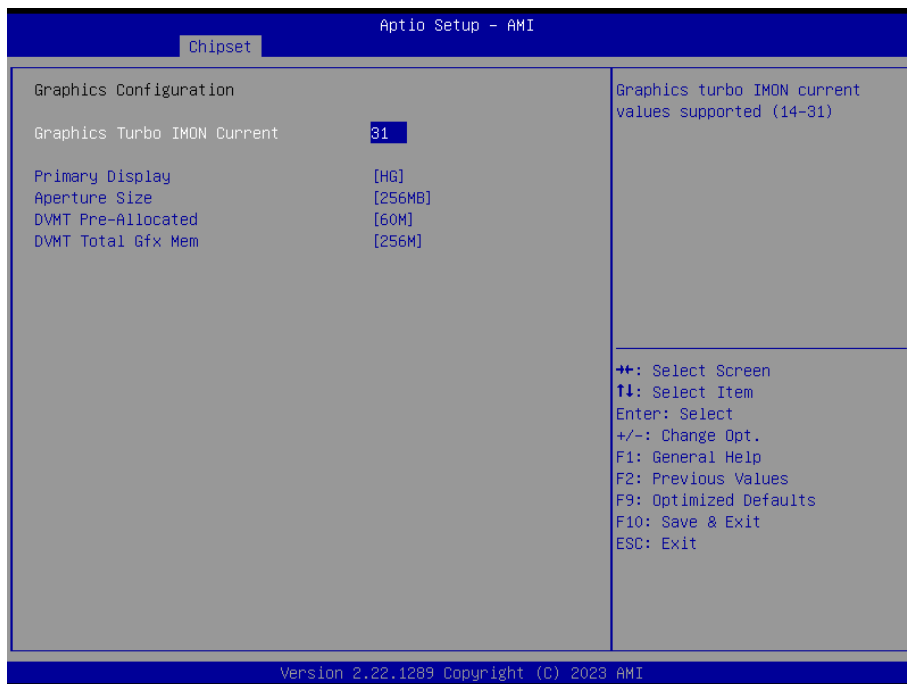 Aptio Setup – AMI
Chipset
Graphics Configuration
Graphics Turbo IMON Current 31
Primary Display [HG]
Aperture Size [256MB]
DVMT Pre-Allocated [60M]
DVMT Total Gfx Mem [256M]
Graphics turbo IMON current
values supported (14-31)
→←: Select Screen
↑↓: Select Item
Enter: Select
+/-: Change Opt.
F1: General Help
F2: Previous Values
F9: Optimized Defaults
F10: Save & Exit
ESC: Exit
Version 2.22.1289 Copyright (C) 2023 AMI